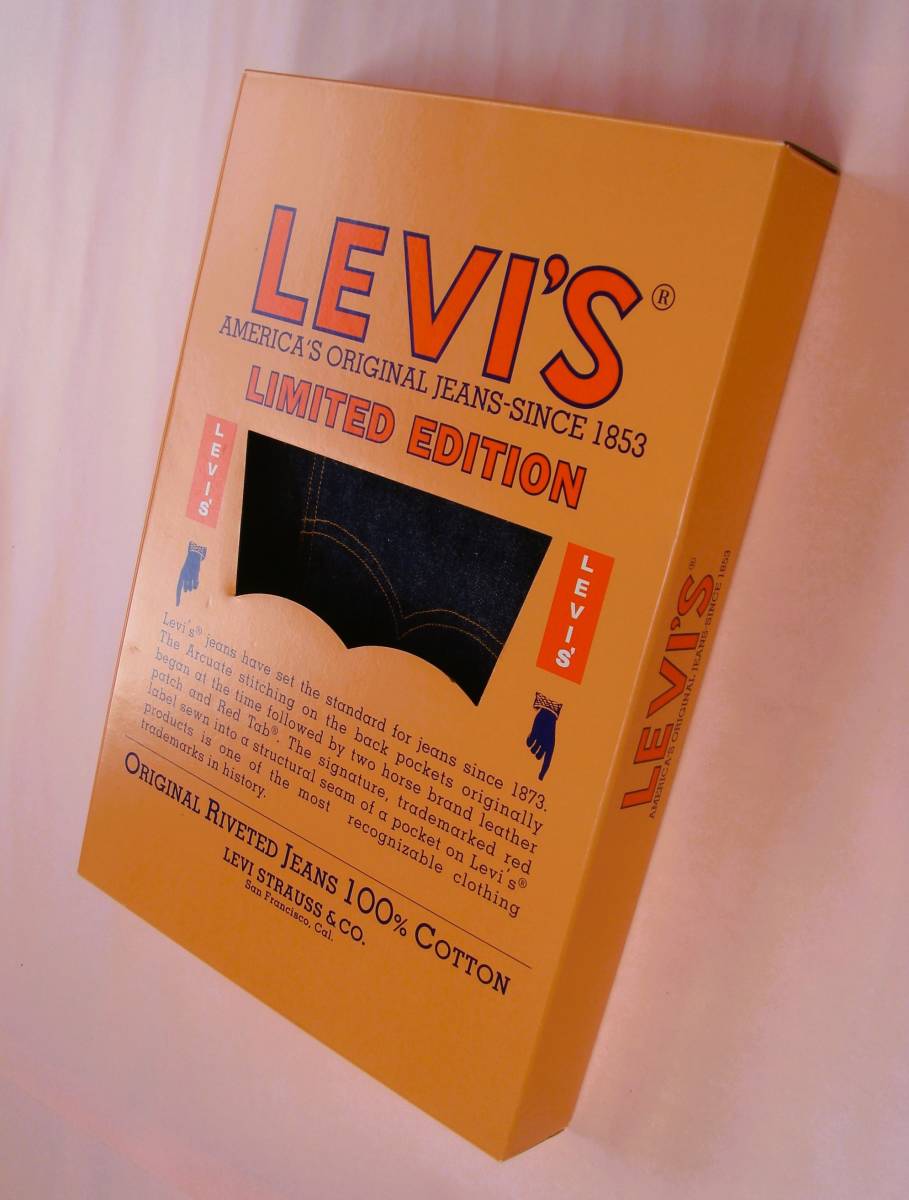 LEVI'S®
AMERICA'S ORIGINAL JEANS-SINCE 1853
LIMITED EDITION
LEVI'S
LEVI'S
Levi's® jeans have set the standard for jeans since 1873.
The Arcuate stitching on the back pockets originally
began at the time followed by two horse brand leather
patch and Red Tab®. The signature, trademarked red
label sewn into a structural seam of a pocket on Levi's®
products is one of the most recognizable clothing
trademarks in history.
ORIGINAL RIVETED JEANS 100% COTTON
LEVI STRAUSS & CO.
San Francisco, Cal.
LEVI'S®
AMERICA'S ORIGINAL JEANS-SINCE 1853